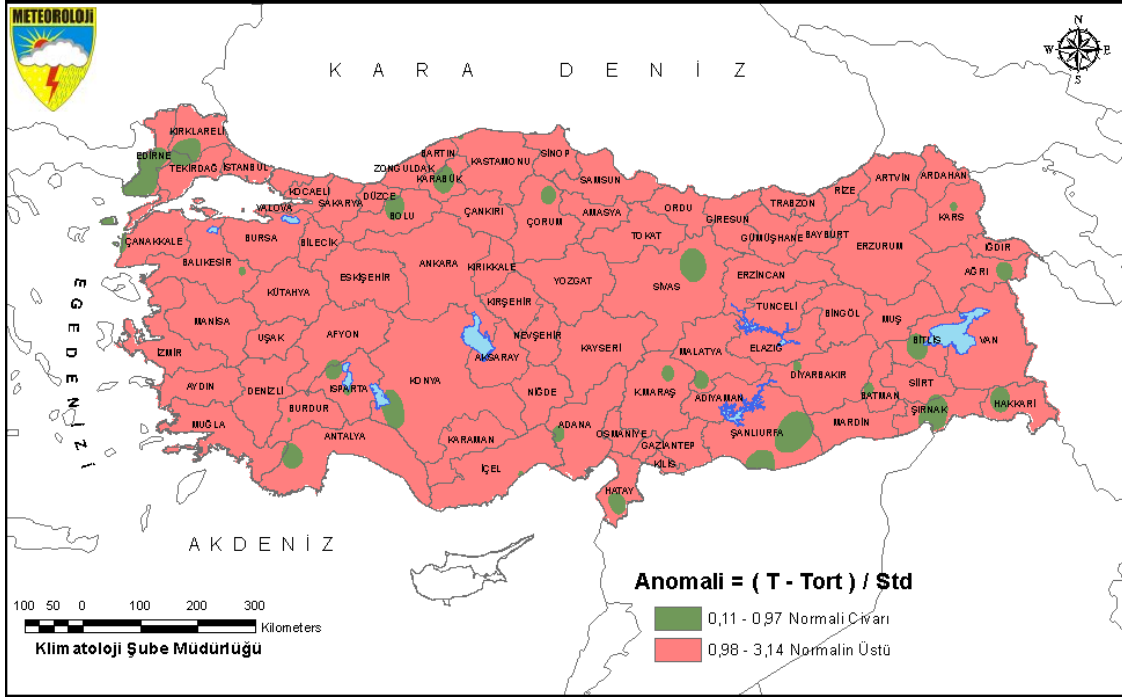 METEOROLOJİ
N
W E
S
K A R A D E N İ Z
KIRKLARELİ
EDİRNE
TEKİRDAĞ
İSTANBUL
KOCAELİ
YALOVA
SAKARYA
DÜZCE
BOLU
ZONGULDAK
BARTIN
KARABÜK
KASTAMONU
SİNOP
SAMSUN
ÇANKIRI
ÇORUM
AMASYA
ORDU
TOKAT
GİRESUN
TRABZON
RİZE
ARTVİN
ARDAHAN
KARS
GÜMÜŞHANE
BAYBURT
ERZURUM
IĞDIR
AĞRI
ÇANAKKALE
BALIKESİR
BURSA
BİLECİK
ESKİŞEHİR
ANKARA
KIRIKKALE
YOZGAT
SİVAS
ERZİNCAN
TUNCELİ
BİNGÖL
MUŞ
BİTLİS
VAN
KÜTAHYA
KIRŞEHİR
NEVŞEHİR
MANİSA
UŞAK
AFYON
AKSARAY
KAYSERİ
MALATYA
ELAZIĞ
DİYARBAKIR
BATMAN
SİİRT
ŞIRNAK
HAKKARİ
İZMİR
AYDIN
DENİZLİ
ISPARTA
BURDUR
KONYA
NİĞDE
K.MARAŞ
ADIYAMAN
MARDİN
MUĞLA
ANTALYA
KARAMAN
İÇEL
ADANA
OSMANİYE
GAZİANTEP
KİLİS
ŞANLIURFA
HATAY
E G E D E N İ Z İ
A K D E N İ Z
Anomali = ( T - Tort ) / Std
0,11 - 0,97 Normali Civarı
0,98 - 3,14 Normalin Üstü
100 50 0 100 200 300
Kilometers
Klimatoloji Şube Müdürlüğü